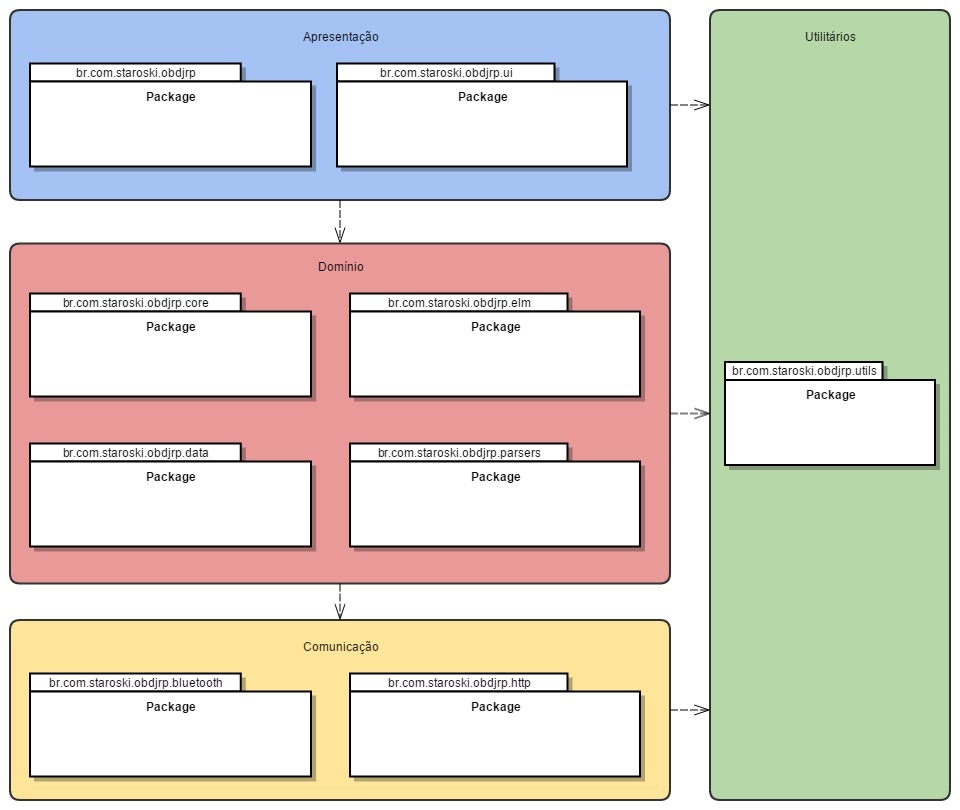 Apresentação
Utilitários
br.com.staroski.obdjrp
br.com.staroski.obdjrp.ui
Package
Package
Domínio
br.com.staroski.obdjrp.core
br.com.staroski.obdjrp.elm
Package
Package
br.com.staroski.obdjrp.utils
Package
br.com.staroski.obdjrp.data
br.com.staroski.obdjrp.parsers
Package
Package
Comunicação
br.com.staroski.obdjrp.bluetooth
br.com.staroski.obdjrp.http
Package
Package